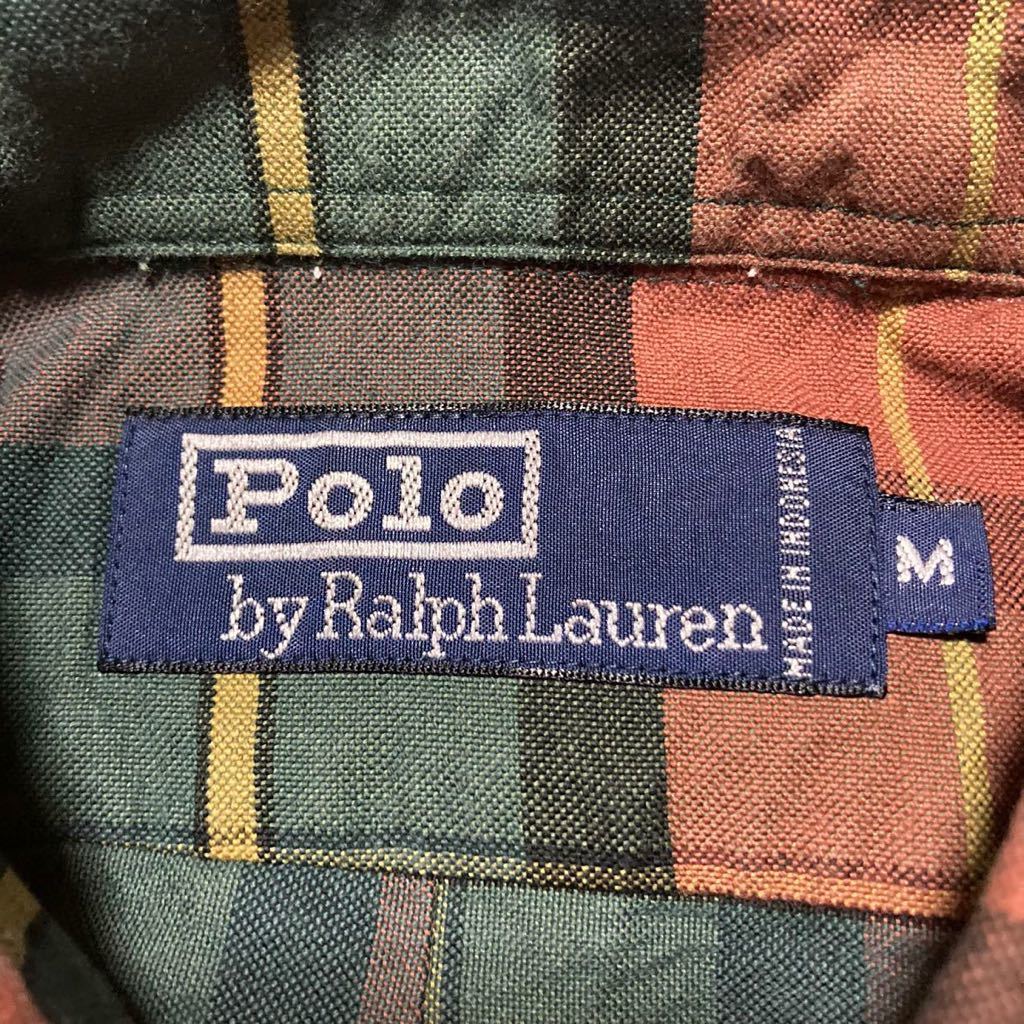 Polo
by Ralph Lauren
MADE IN INDONESIA
M